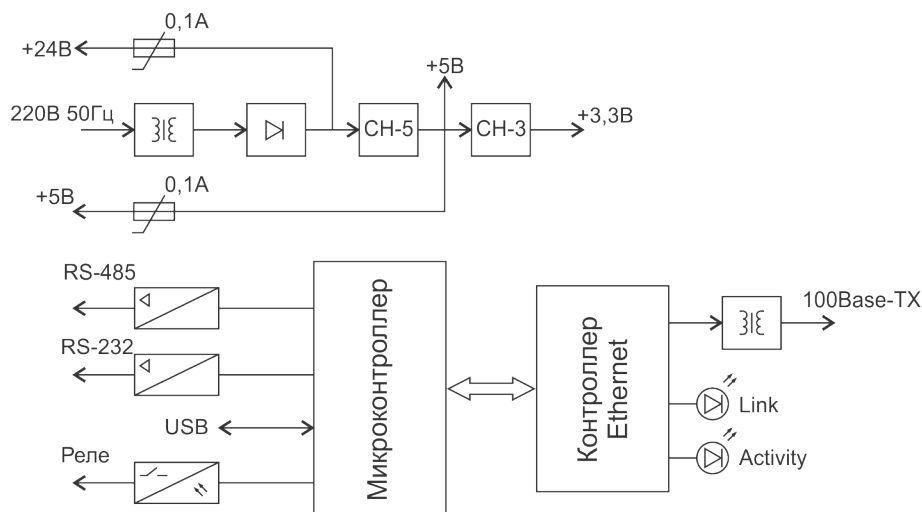 0,1А
+24В
+5В
220В 50Гц
СН-5
СН-3
+3,3В
0,1А
+5В
RS-485
100Base-TX
RS-232
Микроконтроллер
Контроллер
Ethernet
Link
USB
Реле
Activity